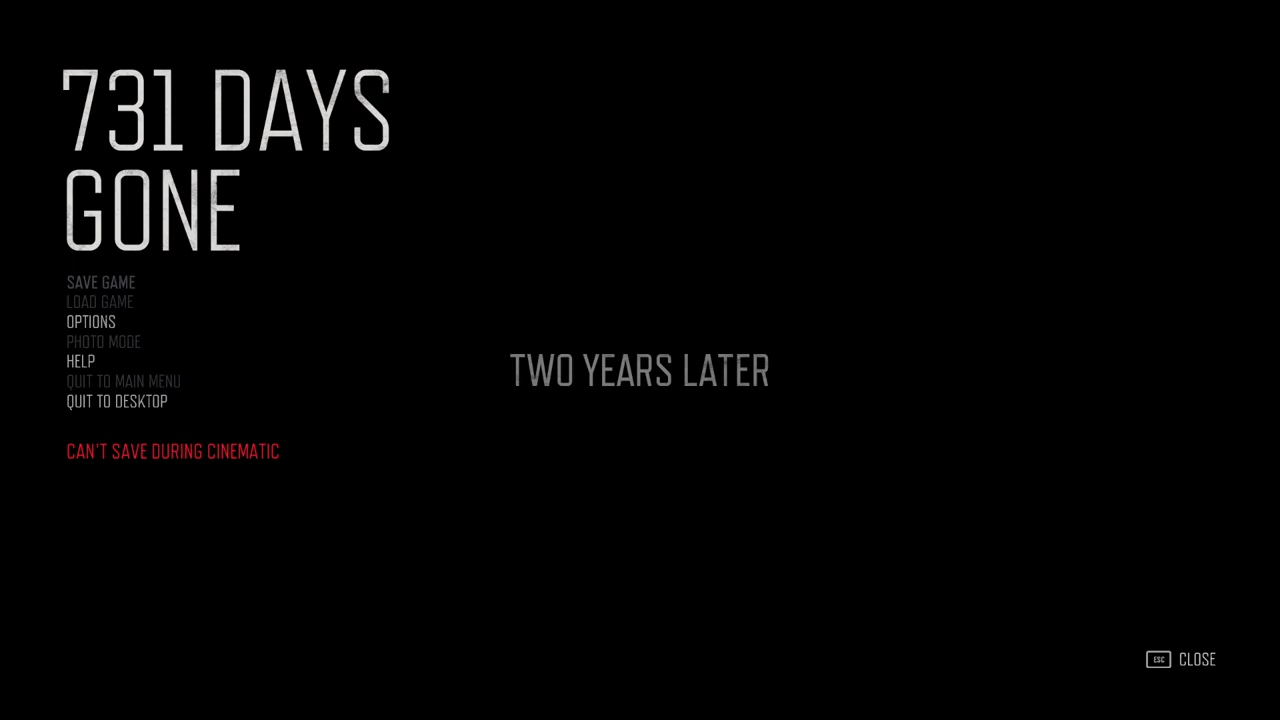 731 DAYS
GONE
SAVE GAME
LOAD GAME
OPTIONS
PHOTO MODE
HELP
QUIT TO MAIN MENU
QUIT TO DESKTOP
CAN'T SAVE DURING CINEMATIC
TWO YEARS LATER
ESC CLOSE